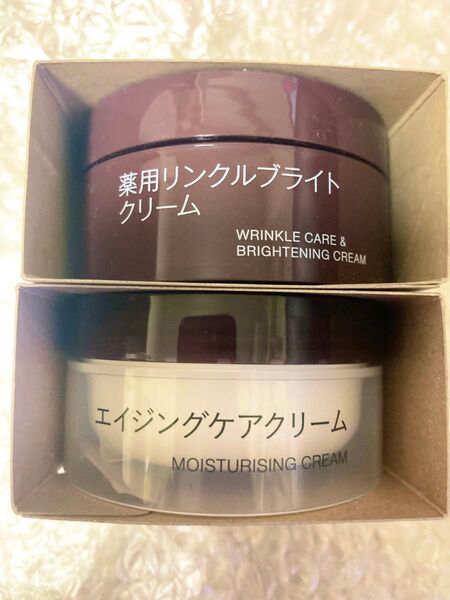 薬用リンクルブライト
クリーム
WRINKLE CARE &
BRIGHTENING CREAM
エイジングケアクリーム
MOISTURISING CREAM